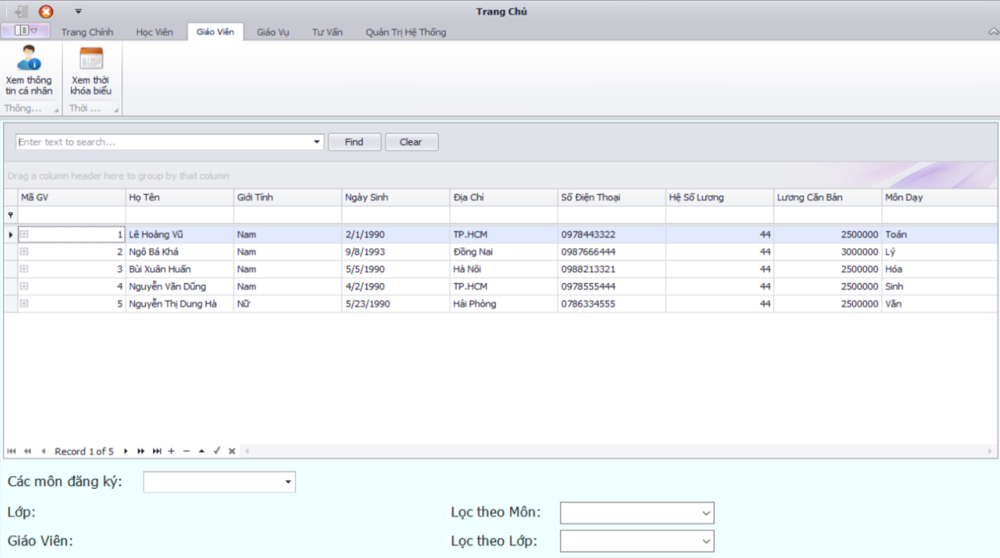 Trang Chủ
Trang Chính Học Viên Giáo Viên Giáo Vụ Tư Vấn Quản Trị Hệ Thống
Xem thông tin cá nhân
Xem thời khóa biểu
Thông... Thời ...
Enter text to search... Find Clear
Drag a column header here to group by that column
Mã GV Họ Tên Giới Tính Ngày Sinh Địa Chỉ Số Điện Thoại Hệ Số Lương Lương Căn Bản Môn Dạy
1 Lê Hoàng Vũ Nam 2/1/1990 TP.HCM 0978443322 44 2500000 Toán
2 Ngô Bá Khá Nam 9/8/1993 Đồng Nai 0987666444 44 3000000 Lý
3 Bùi Xuân Huấn Nam 5/5/1990 Hà Nôi 0988213321 44 2500000 Hóa
4 Nguyễn Văn Dũng Nam 4/2/1990 TP.HCM 0978555444 44 2500000 Sinh
5 Nguyễn Thị Dung Hà Nữ 5/23/1990 Hải Phòng 0786334555 44 2500000 Văn
Record 1 of 5
Các môn đăng ký:
Lớp: Lọc theo Môn:
Giáo Viên: Lọc theo Lớp: